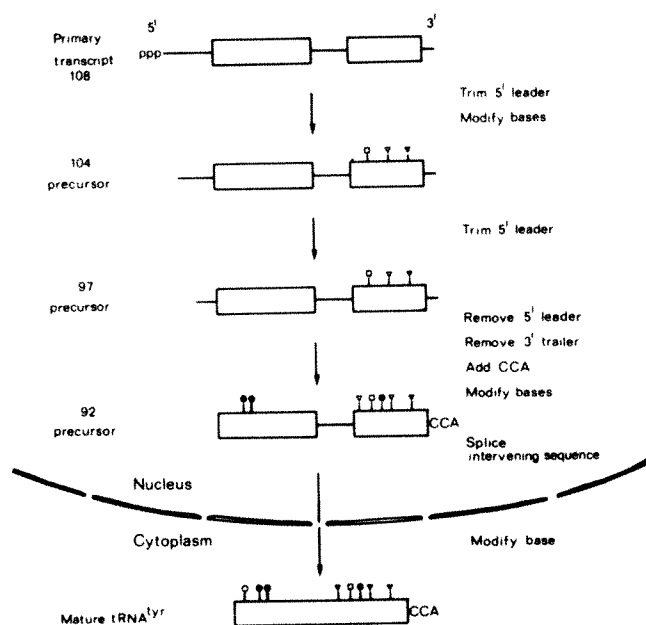 5'
3'
Primary
transcript
108
ppp
Trim 5' leader
Modify bases
104
precursor
Trim 5' leader
97
precursor
Remove 5' leader
Remove 3' trailer
Add CCA
Modify bases
92
precursor
CCA
Splice
intervening sequence
Nucleus
Cytoplasm
Modify base
Mature tRNAtyr
CCA